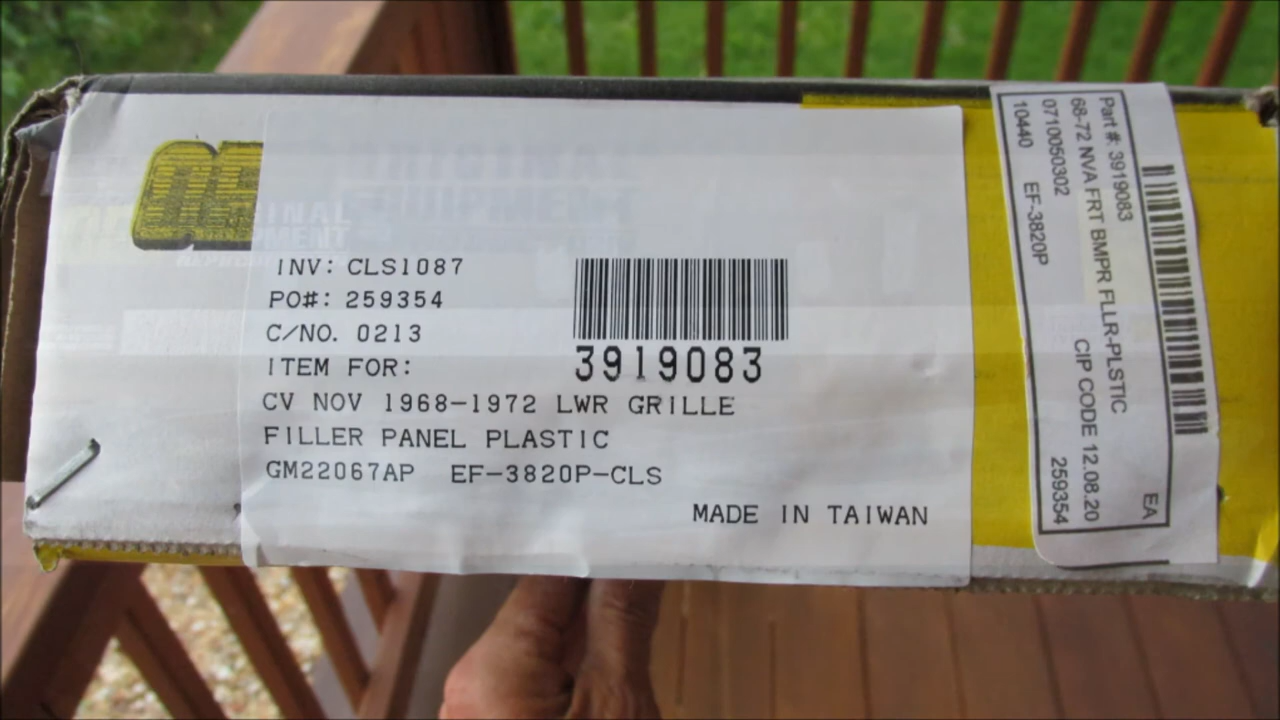 OE
INV: CLS1087
PO#: 259354
C/NO. 0213
ITEM FOR:
3919083
CV NOV 1968-1972 LWR GRILLE
FILLER PANEL PLASTIC
GM22067AP EF-3820P-CLS
MADE IN TAIWAN
Part #: 3919083
EA
68-72 NVA FRT BMPR FLLR-PLSTIC
0710050302 CIP CODE 12.08.20
10440 EF-3820P 259354